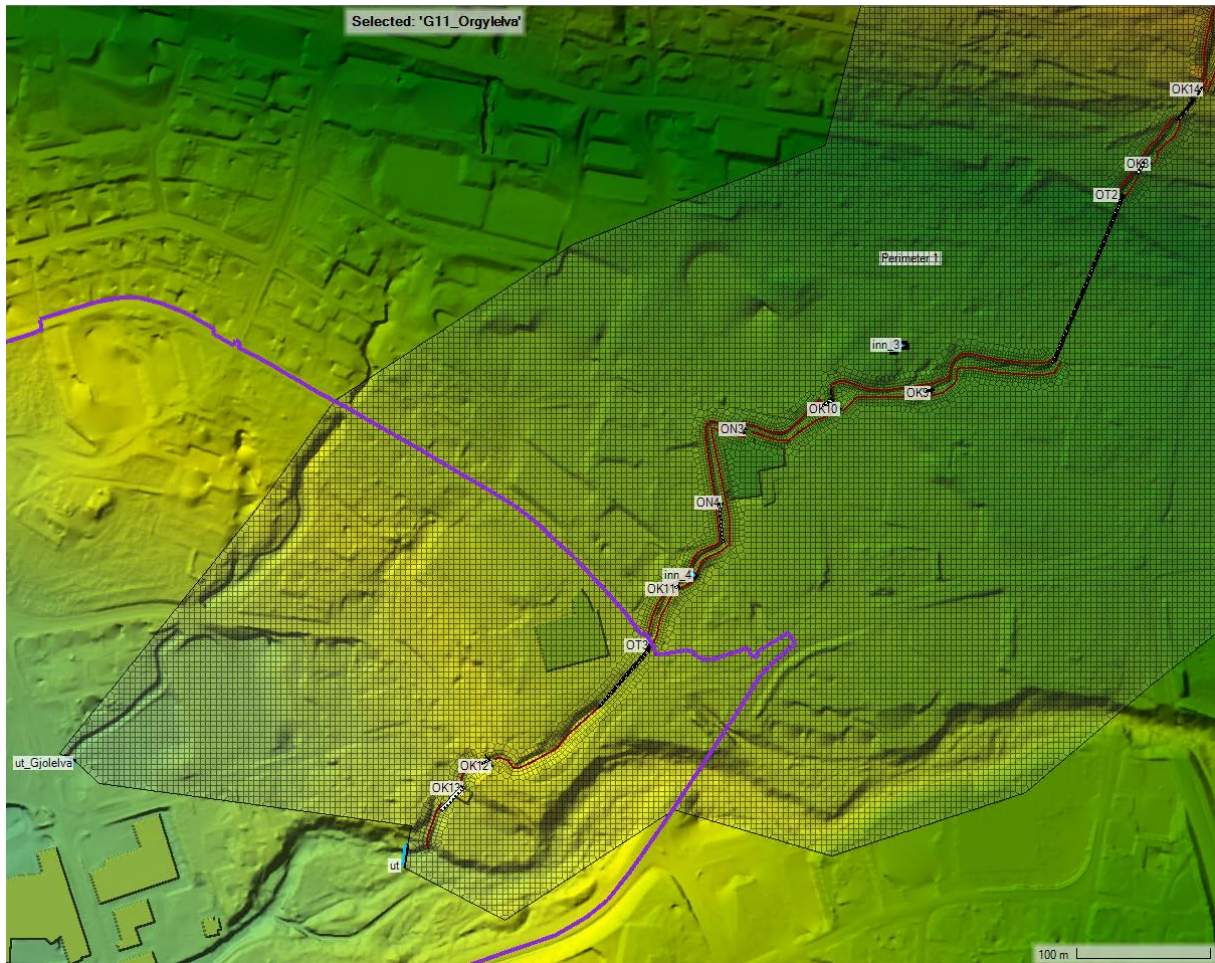 Selected: 'G11_Orgylelva'
OK14
OK8
OT2
Perimeter 1
inn_3
OK9
OK10
ON3
ON4
inn_4
OK11
OT3
ut_Gjolelva
OK12
OK13
ut
100 m